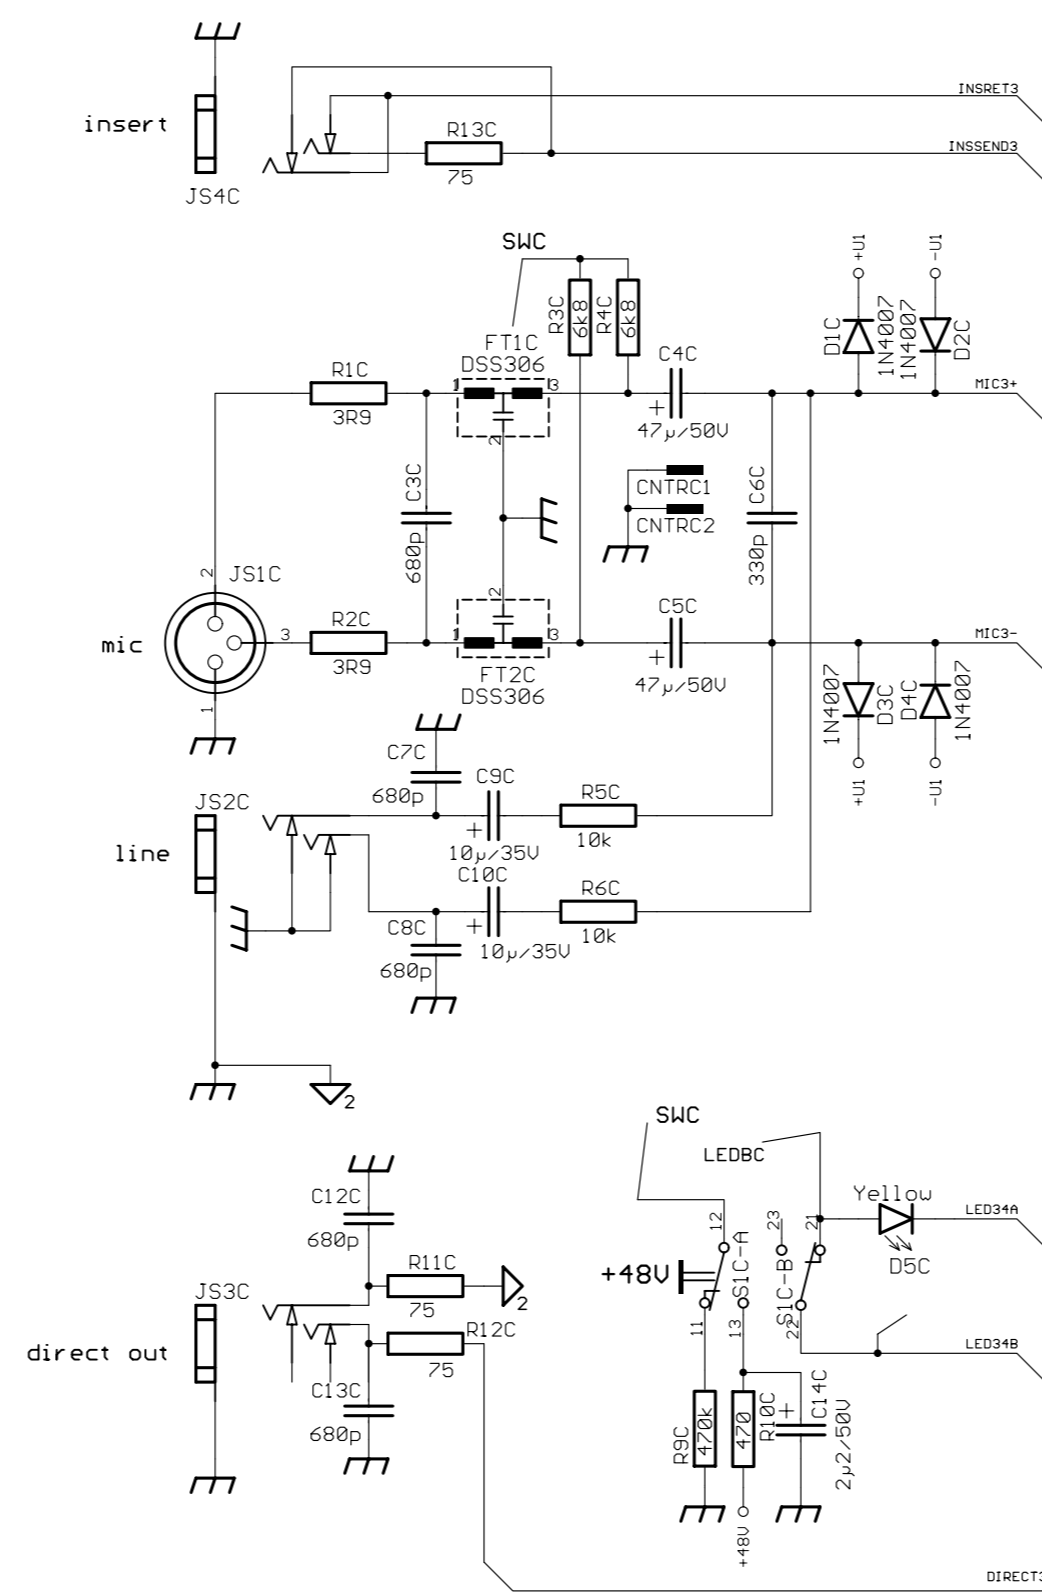 INSRET3
insert
R13C
INSSEND3
75
JS4C
SWC
+U1
-U1
R3C
6k8
R4C
6k8
D1C
1N4007
1N4007
D2C
FT1C
DSS306
C4C
R1C
1
3
MIC3+
3R9
+
47µ/50V
2
C3C
680p
CNTRC1
CNTRC2
C6C
330p
2
JS1C
2
R2C
C5C
mic
3
1
3
MIC3-
3R9
+
FT2C
DSS306
47µ/50V
1N4007
D3C
D4C
1N4007
1
C7C
680p
C9C
+U1
-U1
JS2C
R5C
line
+
10µ/35V
10k
C10C
R6C
C8C
+
10µ/35V
10k
680p
2
SWC
LEDBC
C12C
680p
Yellow
LED34A
12
23
21
R11C
+48V
S1C-A
S1C-B
D5C
JS3C
75
2
11
13
22
R12C
direct out
LED34B
75
C13C
680p
R9C
470k
470
R10C
+
C14C
2µ2/50V
+48V
DIRECT3